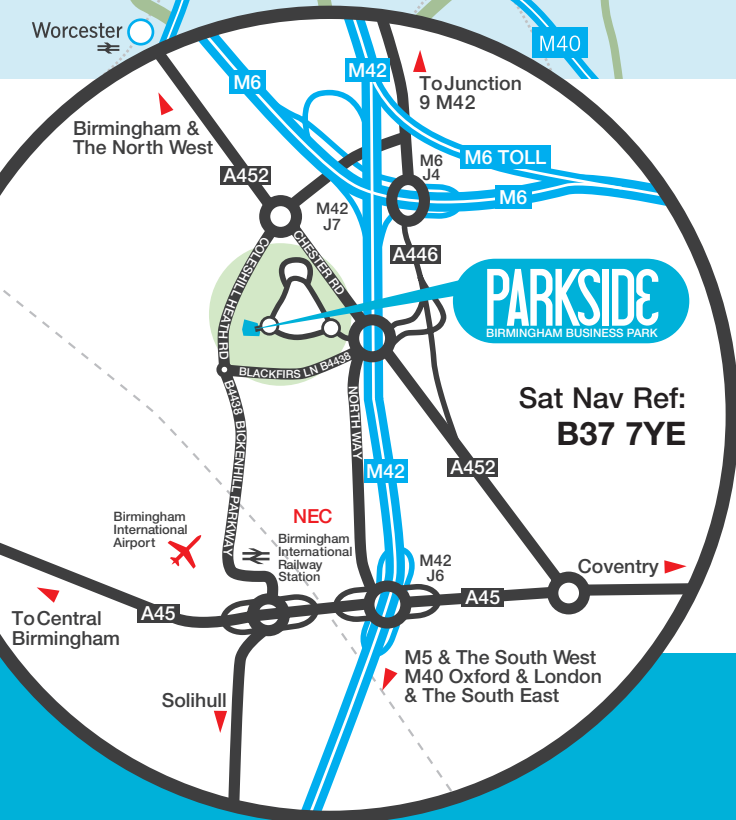 Worcester
M40
M42
M6
To Junction
9 M42
Birmingham &
The North West
M6 TOLL
M6
J4
A452
M6
M42
J7
A446
COLESHILL HEATH RD
CHESTER RD
PARKSIDE
BIRMINGHAM BUSINESS PARK
BLACKFIRS LN B4438
B4438 BICKENHILL PARKWAY
NORTH WAY
Sat Nav Ref:
B37 7YE
M42
A452
NEC
Birmingham
International
Airport
Birmingham
International
Railway
Station
M42
J6
Coventry
A45
A45
To Central
Birmingham
M5 & The South West
M40 Oxford & London
& The South East
Solihull